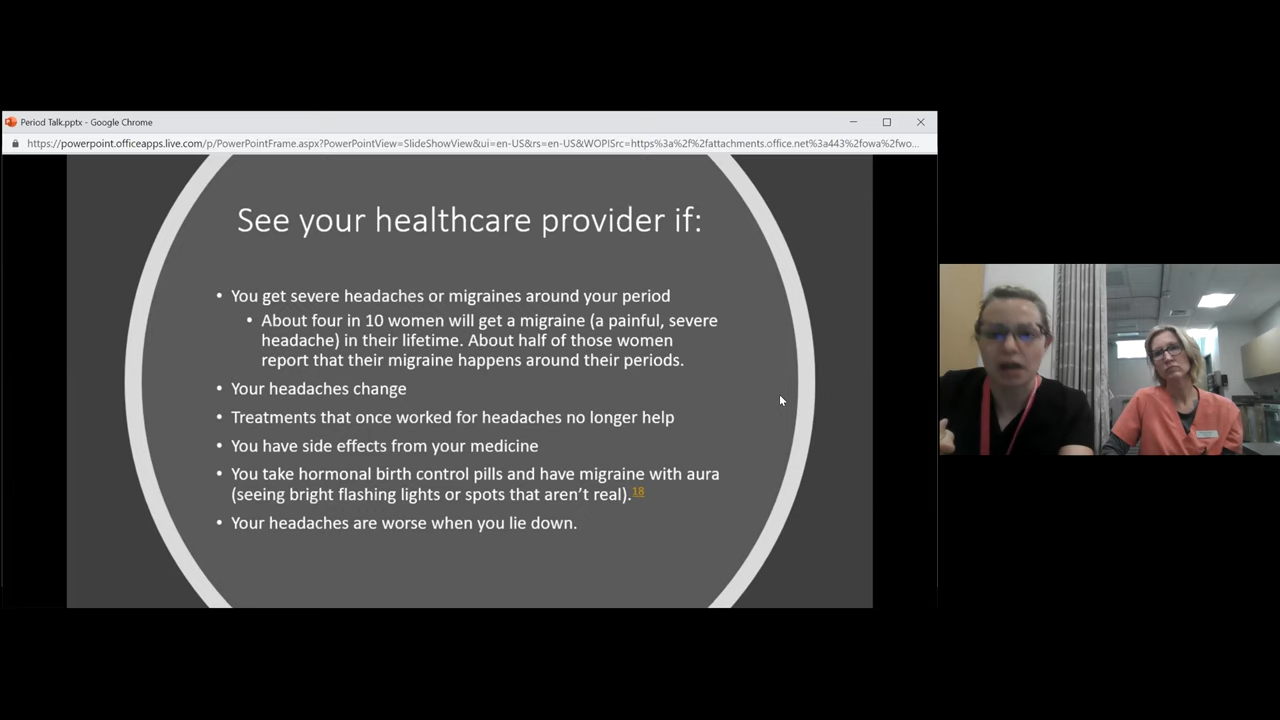 Period Talk.pptx - Google Chrome
https://powerpoint.officeapps.live.com/p/PowerPointFrame.aspx?PowerPointView=SlideShowView&ui=en-US&rs=en-US&WOPISrc=https%3a%2f%2fattachments.office.net%3a443%2fowa%2fwo...
See your healthcare provider if:
• You get severe headaches or migraines around your period
• About four in 10 women will get a migraine (a painful, severe
headache) in their lifetime. About half of those women
report that their migraine happens around their periods.
• Your headaches change
• Treatments that once worked for headaches no longer help
• You have side effects from your medicine
• You take hormonal birth control pills and have migraine with aura
(seeing bright flashing lights or spots that aren’t real).18
• Your headaches are worse when you lie down.